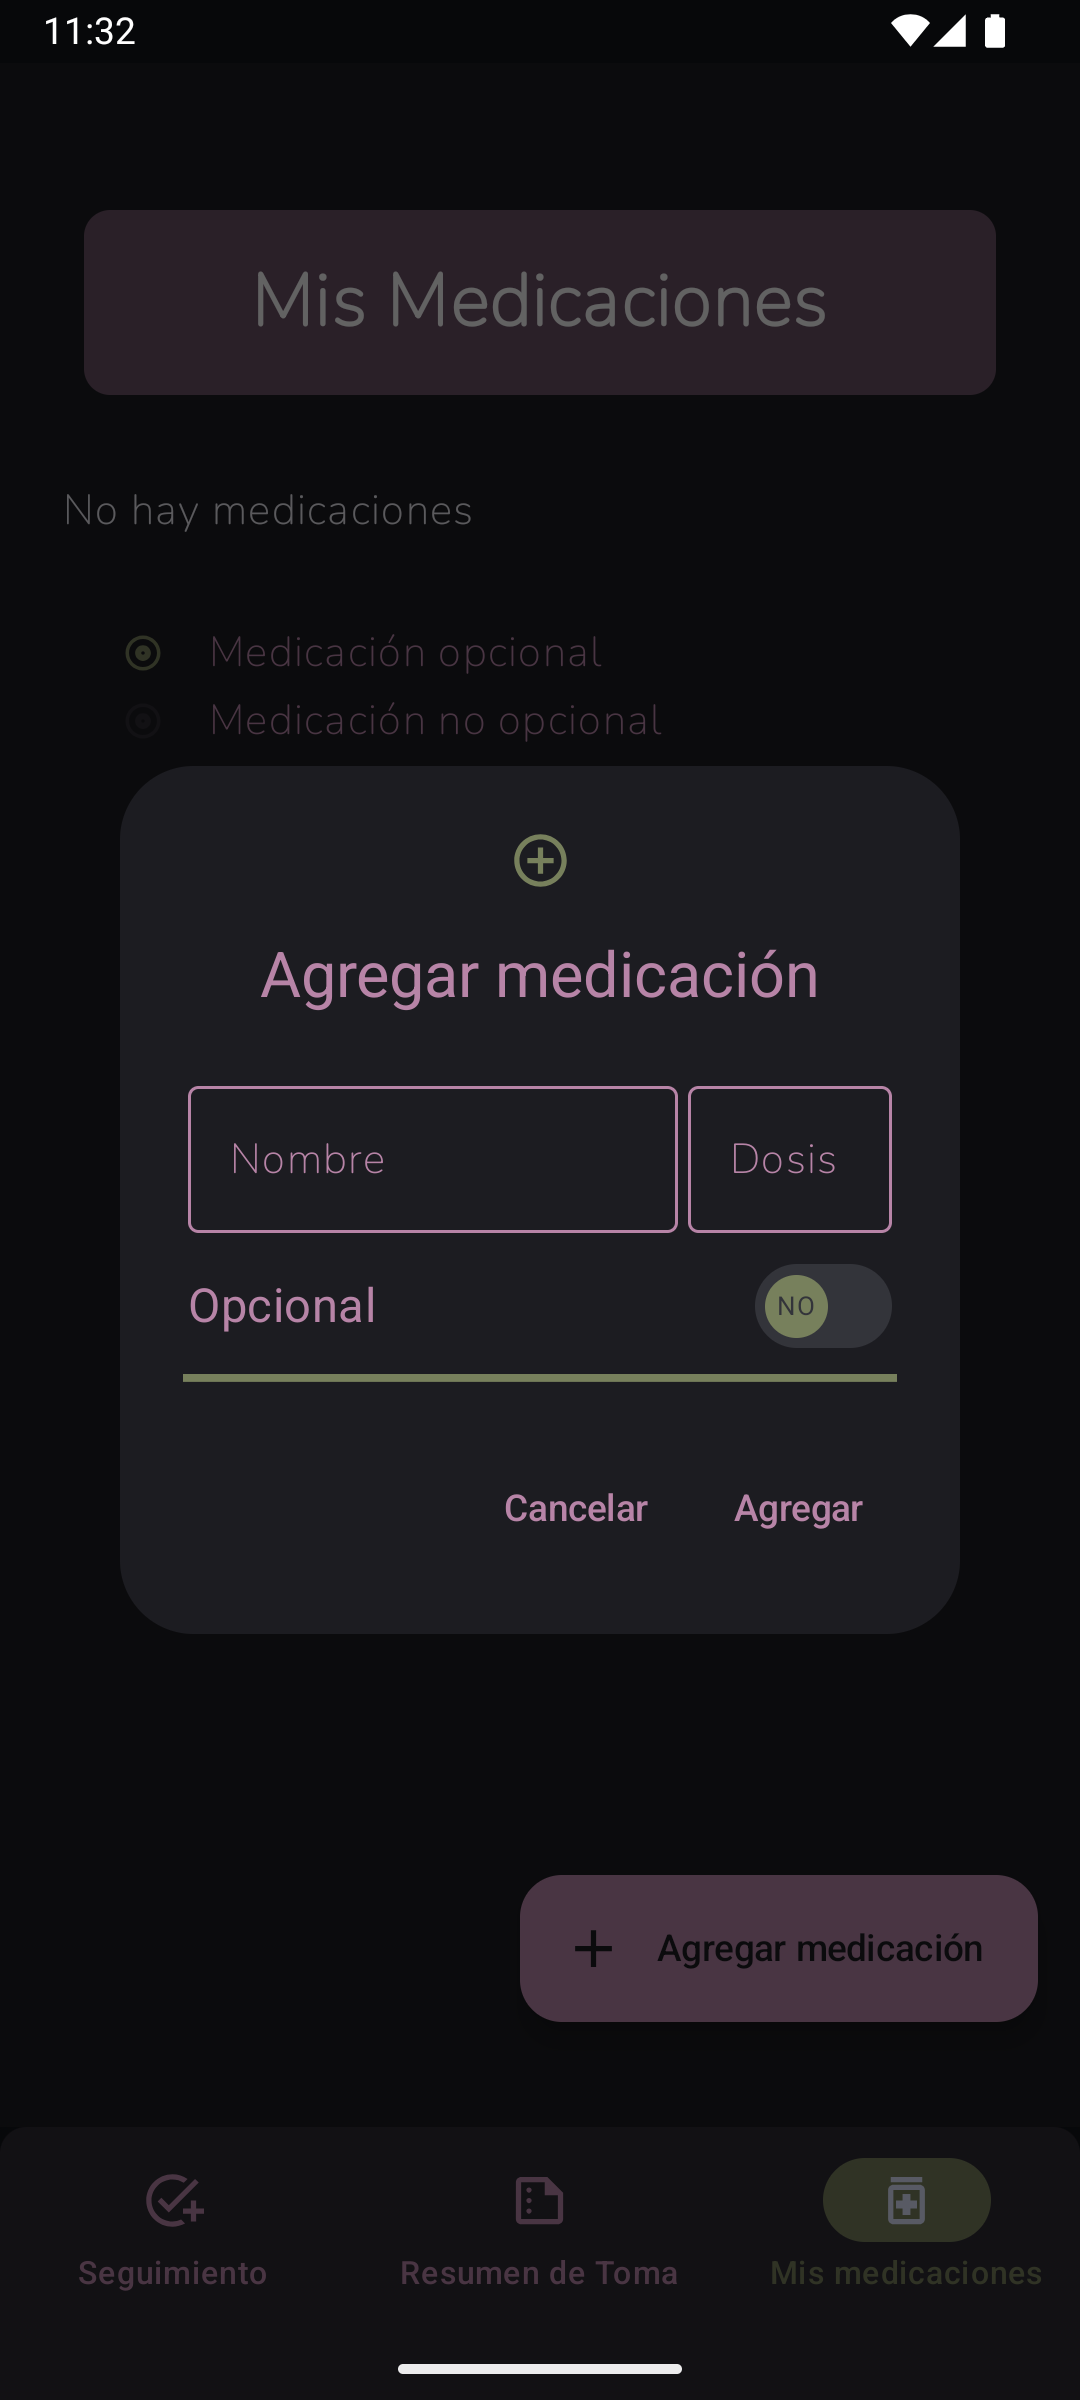 11:32
Mis Medicaciones
No hay medicaciones
Medicación opcional
Medicación no opcional
Agregar medicación
Nombre Dosis
Opcional NO
Cancelar Agregar
Agregar medicación
Seguimiento Resumen de Toma Mis medicaciones